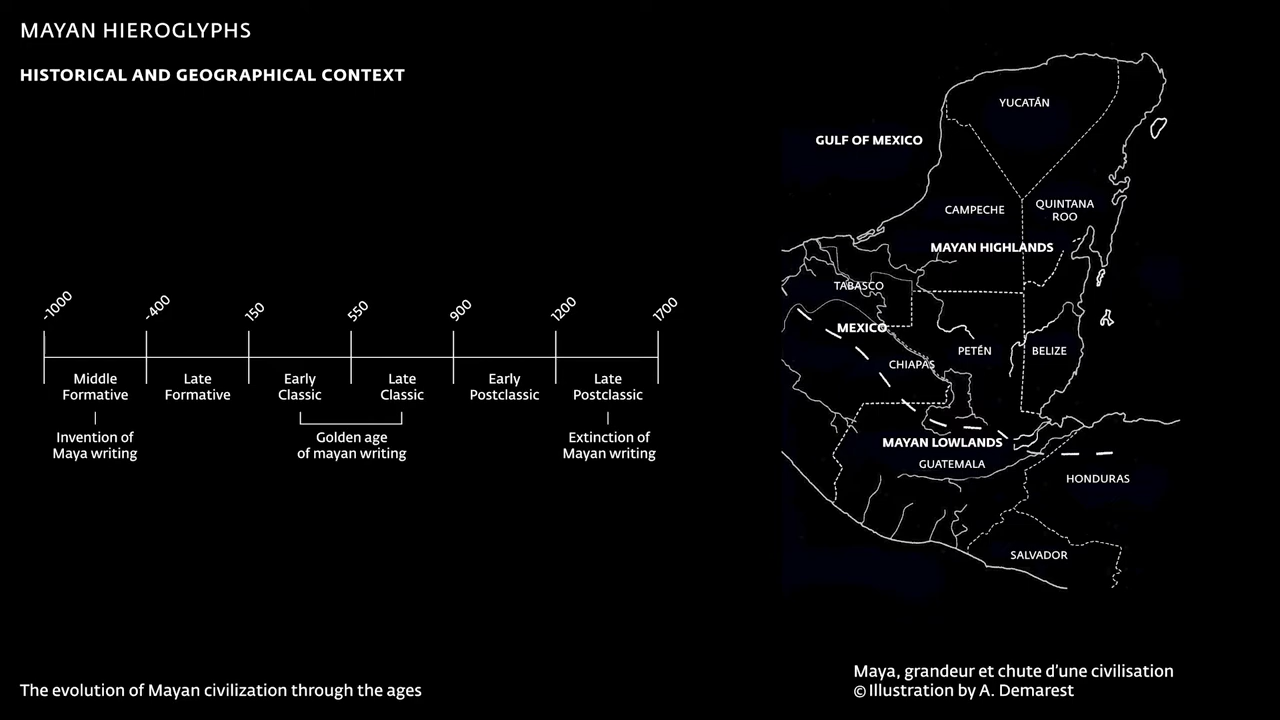 MAYAN HIEROGLYPHS
HISTORICAL AND GEOGRAPHICAL CONTEXT
-1000
-400
150
550
900
1200
1700
Middle
Formative
Late
Formative
Early
Classic
Late
Classic
Early
Postclassic
Late
Postclassic
Invention of
Maya writing
Golden age
of mayan writing
Extinction of
Mayan writing
YUCATÁN
GULF OF MEXICO
CAMPECHE
QUINTANA
ROO
MAYAN HIGHLANDS
TABASCO
MEXICO
CHIAPAS
PETÉN
BELIZE
MAYAN LOWLANDS
GUATEMALA
HONDURAS
SALVADOR
The evolution of Mayan civilization through the ages
Maya, grandeur et chute d’une civilisation
© Illustration by A. Demarest